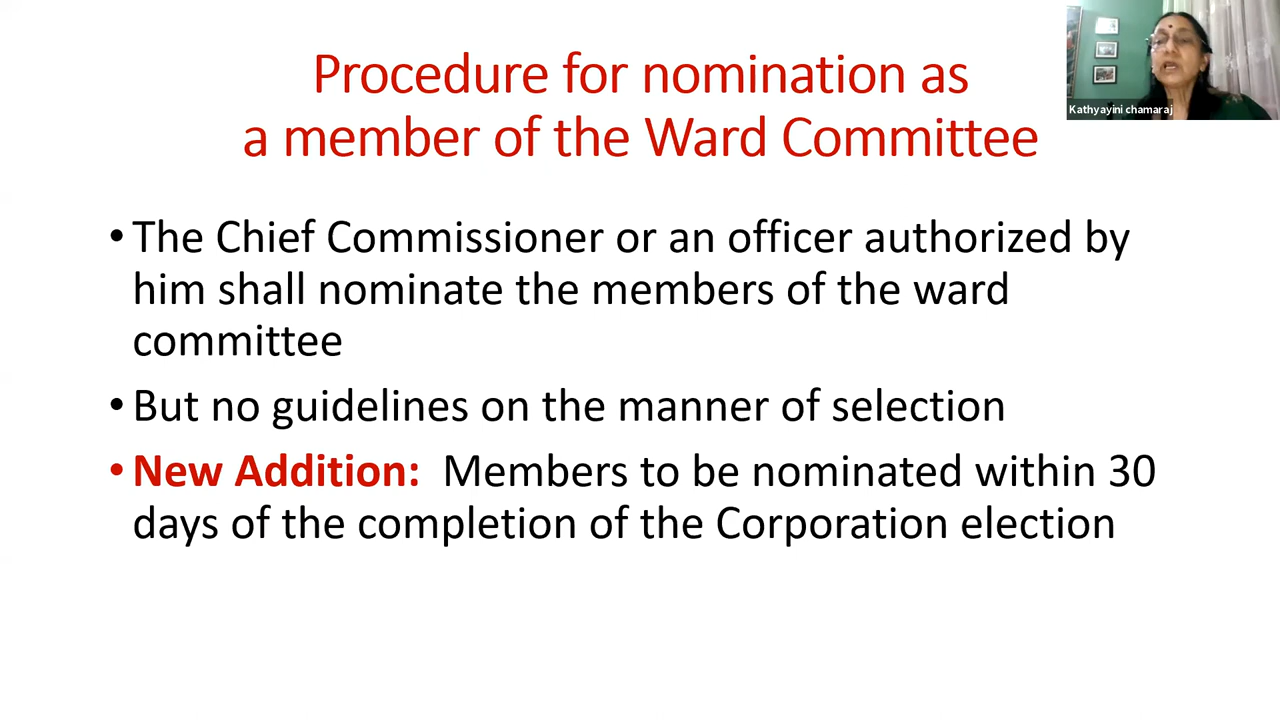 Procedure for nomination as
a member of the Ward Committee
Kathyayini chamaraj
•The Chief Commissioner or an officer authorized by
him shall nominate the members of the ward
committee
•But no guidelines on the manner of selection
•New Addition: Members to be nominated within 30
days of the completion of the Corporation election